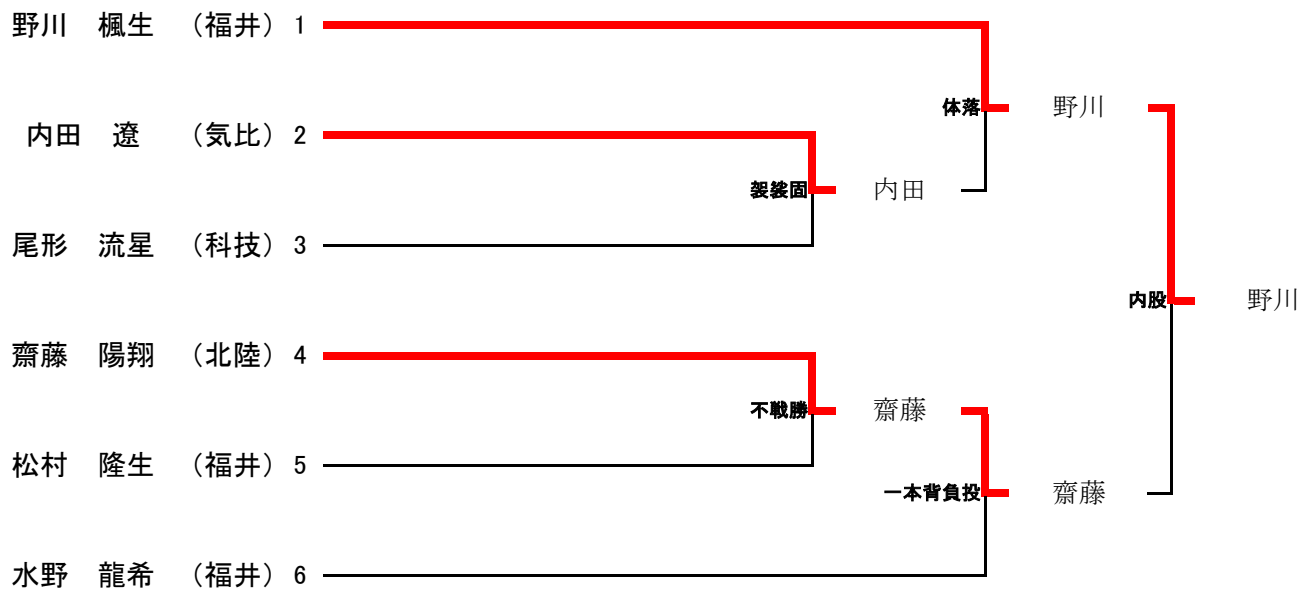 野川　楓生　（福井） 1
体落　野川
内田　遼　（気比） 2
袈裟固　内田
尾形　流星　（科技） 3
内股　野川
齋藤　陽翔　（北陸） 4
不戦勝　齋藤
松村　隆生　（福井） 5
一本背負投　齋藤
水野　龍希　（福井） 6